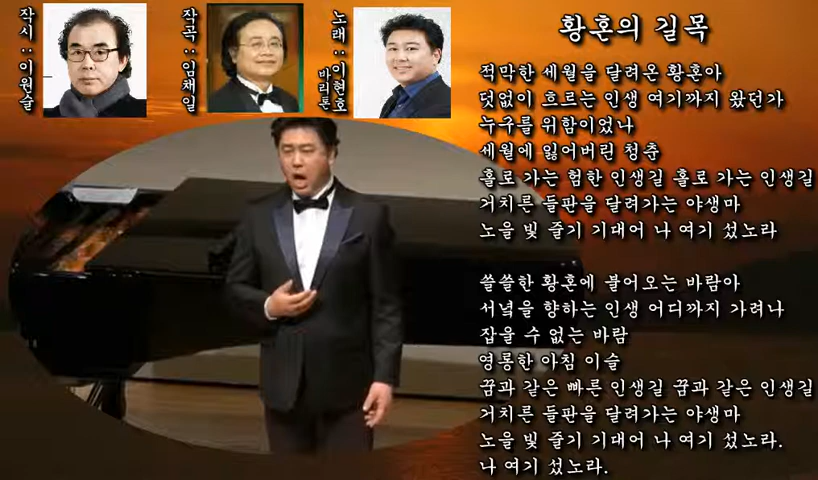 작시 : 이원슬
작곡 : 임채일
노래 : 이현호
바리톤
황혼의 길목
적막한 세월을 달려온 황혼아
덧없이 흐르는 인생 여기까지 왔던가
누구를 위함이었나
세월에 잃어버린 청춘
홀로 가는 험한 인생길 홀로 가는 인생길
거치른 들판을 달려가는 야생마
노을 빛 줄기 기대어 나 여기 섰노라
쓸쓸한 황혼에 불어오는 바람아
서녘을 향하는 인생 어디까지 가려나
잡을 수 없는 바람
영롱한 아침 이슬
꿈과 같은 빠른 인생길 꿈과 같은 인생길
거치른 들판을 달려가는 야생마
노을 빛 줄기 기대어 나 여기 섰노라.
나 여기 섰노라.